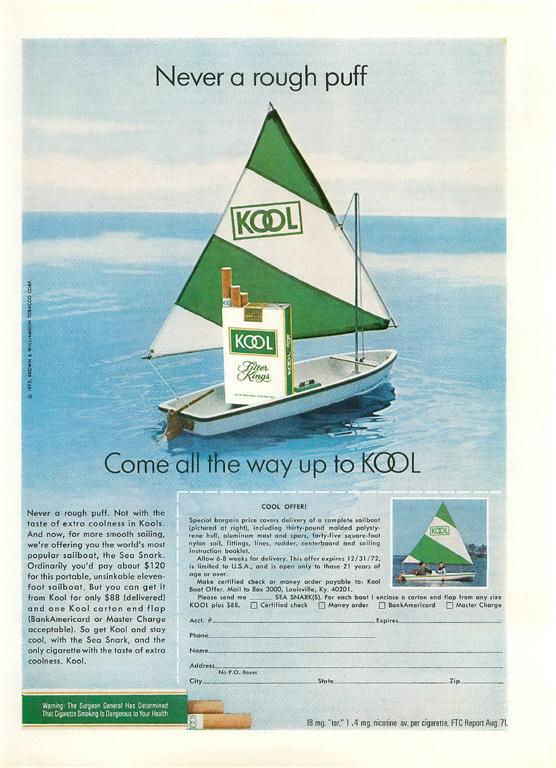 Never a rough puff
KOOL
KOOL
Filter
Kings
Come all the way up to KOOL
© 1972, BROWN & WILLIAMSON TOBACCO CORP.
Never a rough puff. Not with the
taste of extra coolness in Kools.
And now, for more smooth sailing,
we're offering you the world's most
popular sailboat, the Sea Snark.
Ordinarily you'd pay about $120
for this portable, unsinkable eleven-
foot sailboat. But you can get it
from Kool for only $88 (delivered)
and one Kool carton end flap
(BankAmericard or Master Charge
acceptable). So get Kool and stay
cool, with the Sea Snark, and the
only cigarette with the taste of extra
coolness. Kool.
COOL OFFER!
Special bargain price covers delivery of a complete sailboat
(pictured at right), including thirty-pound molded polysty-
rene hull, aluminum mast and spars, forty-five square-foot
nylon sail, fittings, lines, rudder, centerboard and sailing
instruction booklet.
Allow 6-8 weeks for delivery. This offer expires 12/31/72,
is limited to U.S.A., and is open only to those 21 years of
age or over.
Make certified check or money order payable to: Kool
Boat Offer. Mail to Box 3000, Louisville, Ky. 40201.
Please send me SEA SNARK(S). For each boat I enclose a carton end flap from any size
KOOL plus $88. Certified check Money order BankAmericard Master Charge
Acct. # Expires
Phone
Name
Address
No P.O. Boxes
City State Zip
KOOL
Warning: The Surgeon General Has Determined
That Cigarette Smoking Is Dangerous to Your Health
18 mg. "tar," 1.4 mg. nicotine av. per cigarette, FTC Report Aug. 71.